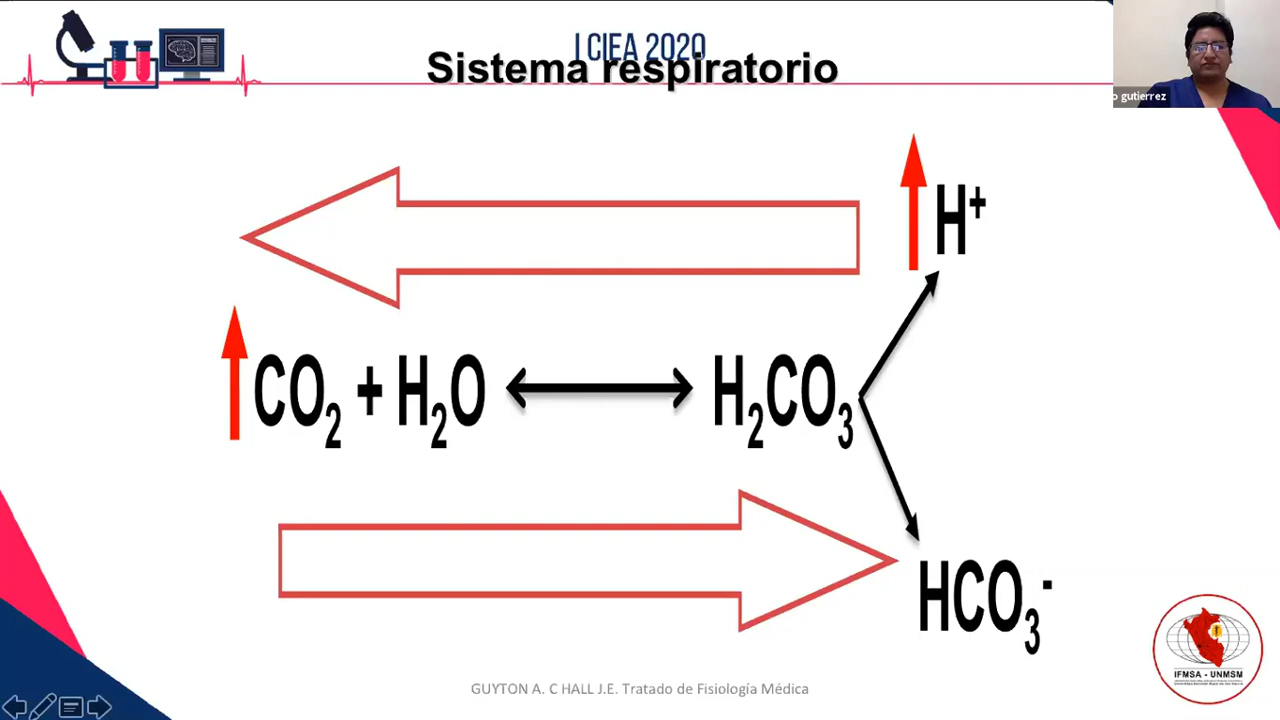 I CIEA 2020
Sistema respiratorio
o gutierrez
H⁺
CO₂ + H₂O
H₂CO₃
HCO₃⁻
IFMSA - UNMSM
GUYTON A. C HALL J.E. Tratado de Fisiología Médica